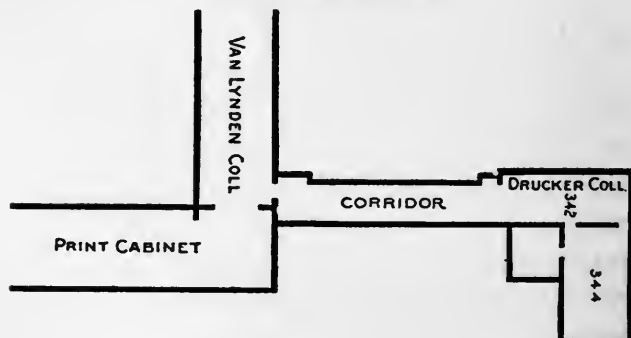 VAN LYNDEN COLL
DRUCKER COLL.
342
CORRIDOR
PRINT CABINET
344